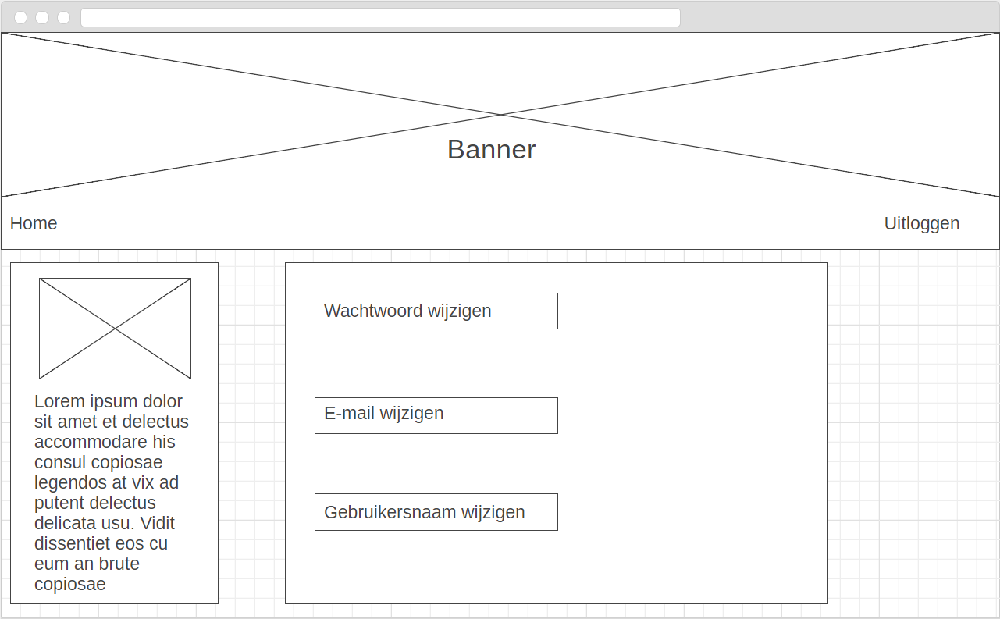 Banner
Home
Uitloggen
Wachtwoord wijzigen
E-mail wijzigen
Gebruikersnaam wijzigen
Lorem ipsum dolor
sit amet et delectus
accommodare his
consul copiosae
legendos at vix ad
putent delectus
delicata usu. Vidit
dissentiet eos cu
eum an brute
copiosae